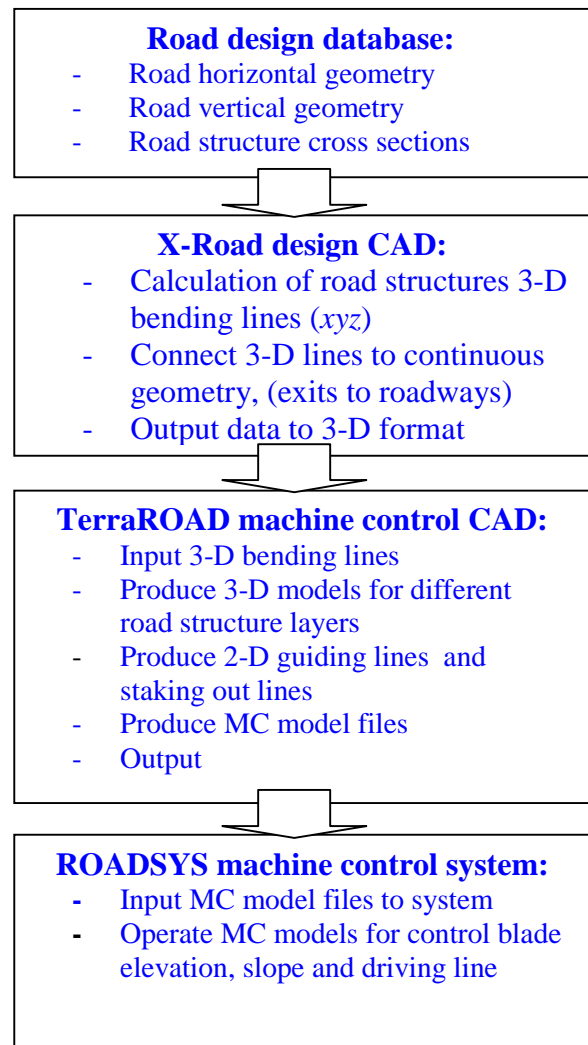 Road design database:
- Road horizontal geometry
- Road vertical geometry
- Road structure cross sections
X-Road design CAD:
- Calculation of road structures 3-D
bending lines (xyz)
- Connect 3-D lines to continuous
geometry, (exits to roadways)
- Output data to 3-D format
TerraROAD machine control CAD:
- Input 3-D bending lines
- Produce 3-D models for different
road structure layers
- Produce 2-D guiding lines and
staking out lines
- Produce MC model files
- Output
ROADSYS machine control system:
- Input MC model files to system
- Operate MC models for control blade
elevation, slope and driving line